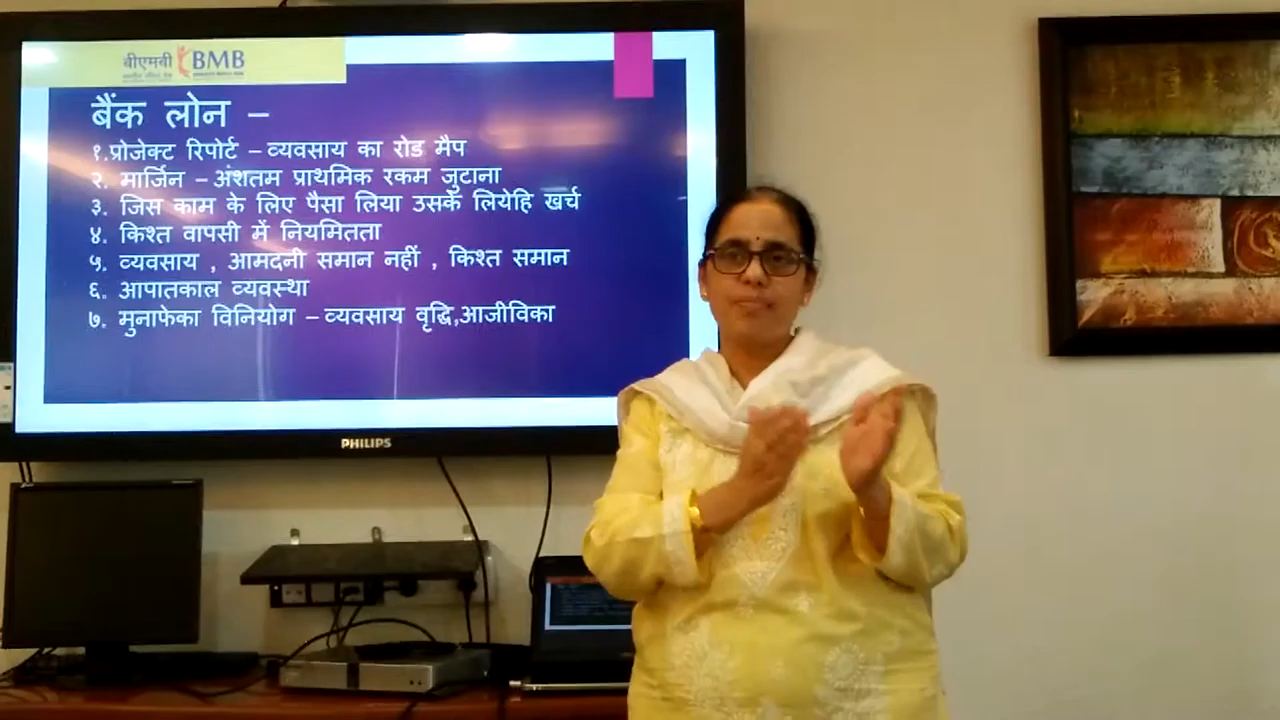 बीएमबी BMB
बैंक लोन –
१.प्रोजेक्ट रिपोर्ट – व्यवसाय का रोड मैप
२. मार्जिन – अंशतम प्राथमिक रकम जुटाना
३. जिस काम के लिए पैसा लिया उसके लियेहि खर्च
४. किश्त वापसी में नियमितता
५. व्यवसाय , आमदनी समान नहीं , किश्त समान
६. आपातकाल व्यवस्था
७. मुनाफेका विनियोग – व्यवसाय वृद्धि,आजीविका
PHILIPS